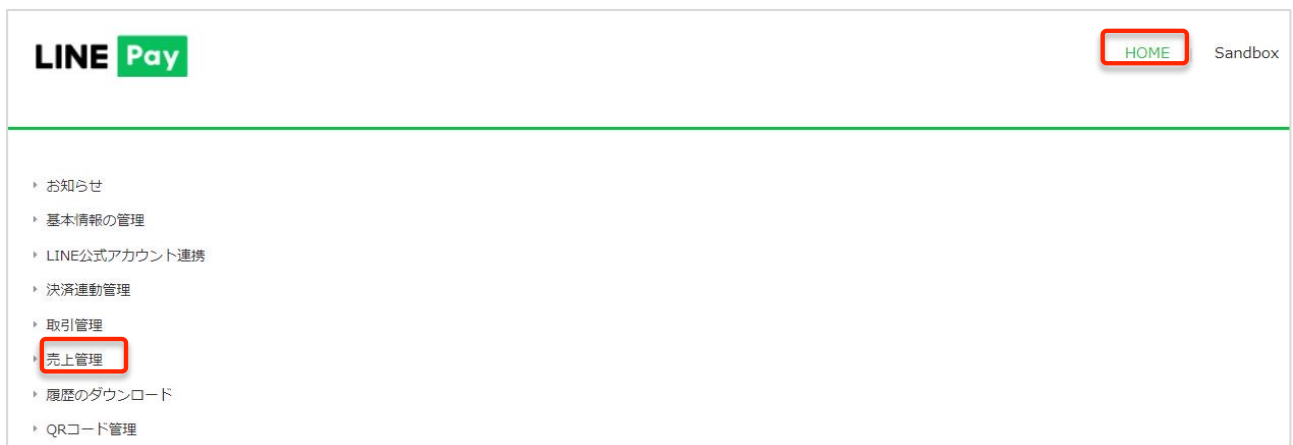 LINE Pay
HOME Sandbox
お知らせ
基本情報の管理
LINE公式アカウント連携
決済連動管理
取引管理
売上管理
履歴のダウンロード
QRコード管理